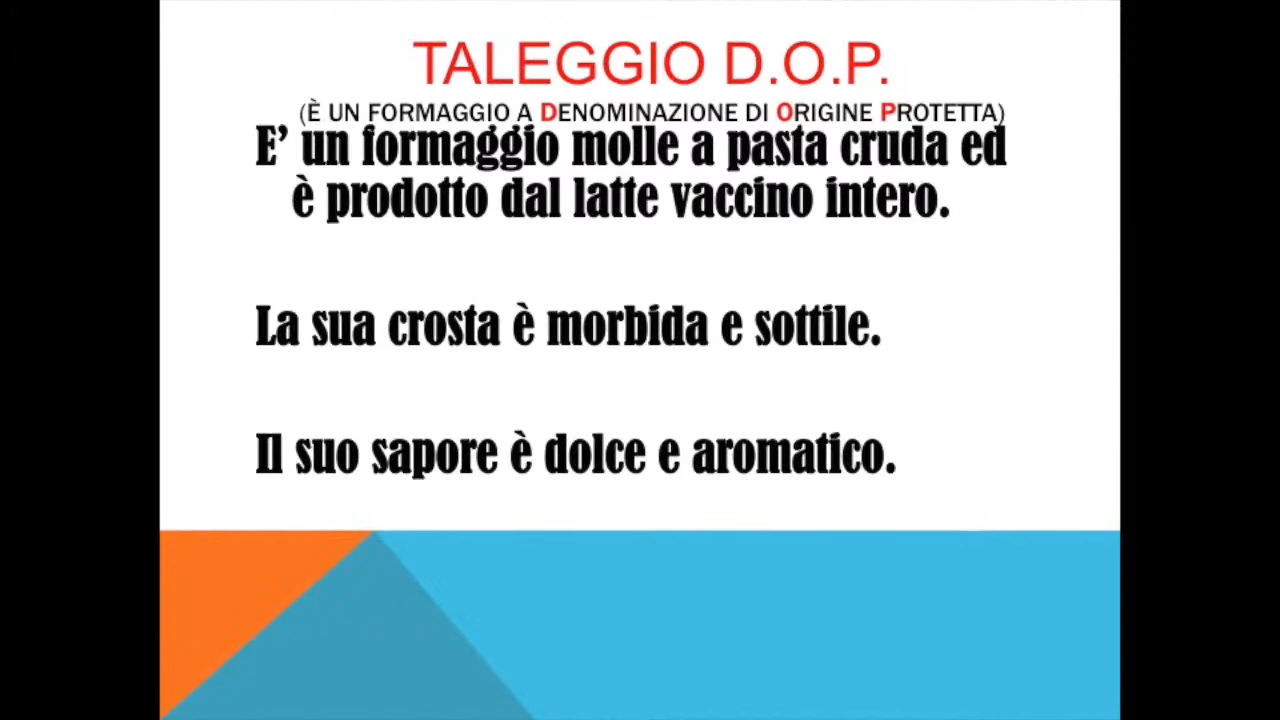 TALEGGIO D.O.P.
(È UN FORMAGGIO A DENOMINAZIONE DI ORIGINE PROTETTA)
E’ un formaggio molle a pasta cruda ed
è prodotto dal latte vaccino intero.
La sua crosta è morbida e sottile.
Il suo sapore è dolce e aromatico.